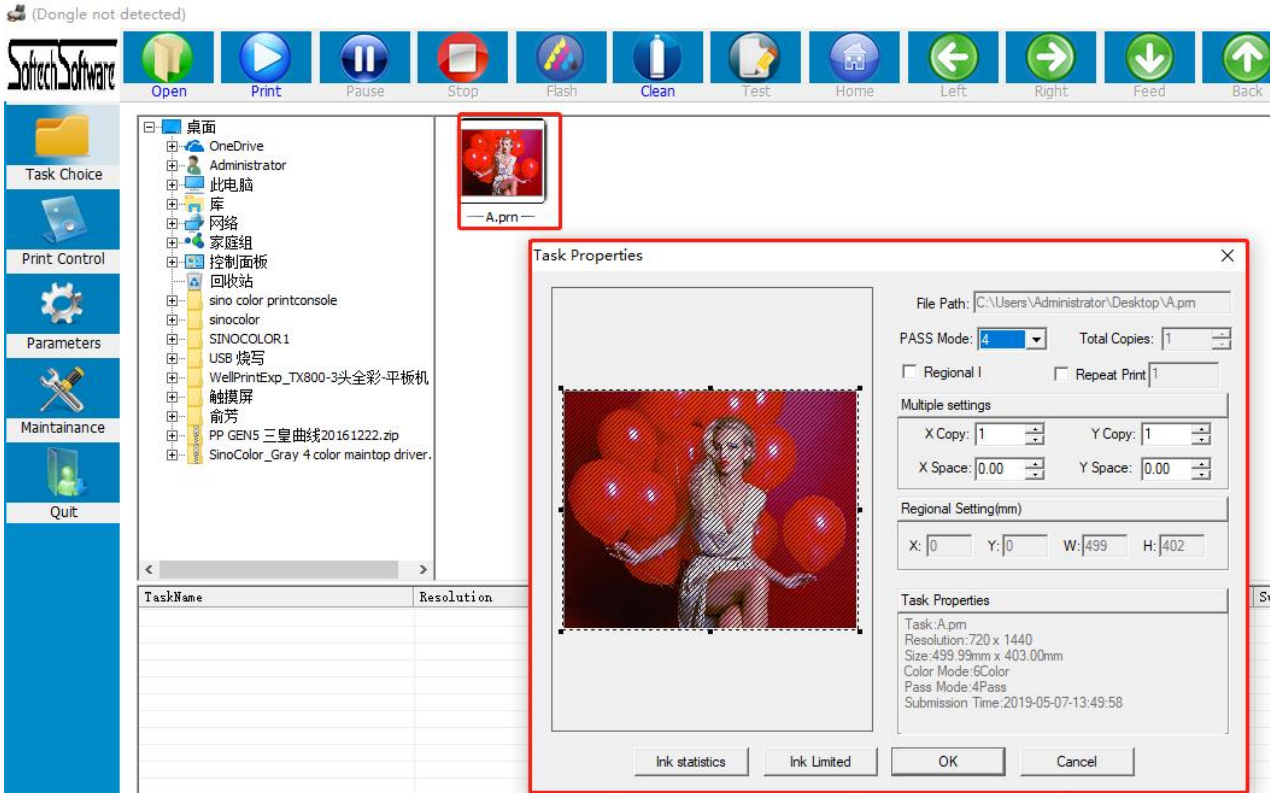 (Dongle not detected)
Softech Software
Open
Print
Pause
Stop
Flash
Clean
Test
Home
Left
Right
Feed
Back
Task Choice
Print Control
Parameters
Maintainance
Quit
桌面
OneDrive
Administrator
此电脑
库
网络
家庭组
控制面板
回收站
sino color printconsole
sinocolor
SINOCOLOR1
USB 烧写
WellPrintExp_TX800-3头全彩-平板机
触摸屏
俞芳
PP GEN5 三皇曲线20161222.zip
SinoColor_Gray 4 color maintop driver.
A.prn
TaskName
Resolution
Task Properties
File Path: C:\Users\Administrator\Desktop\A.prn
PASS Mode: 4
Total Copies: 1
Regional I
Repeat Print 1
Multiple settings
X Copy: 1
Y Copy: 1
X Space: 0.00
Y Space: 0.00
Regional Setting(mm)
X: 0
Y: 0
W: 499
H: 402
Task Properties
Task:A.prn
Resolution:720 x 1440
Size:499.99mm x 403.00mm
Color Mode:6Color
Pass Mode:4Pass
Submission Time:2019-05-07-13:49:58
Ink statistics
Ink Limited
OK
Cancel